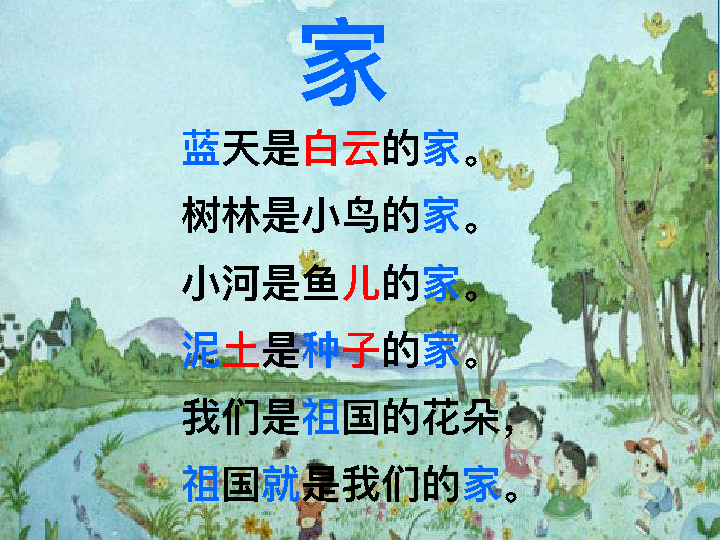 家
蓝天是白云的家。
树林是小鸟的家。
小河是鱼儿的家。
泥土是种子的家。
我们是祖国的花朵,
祖国就是我们的家。